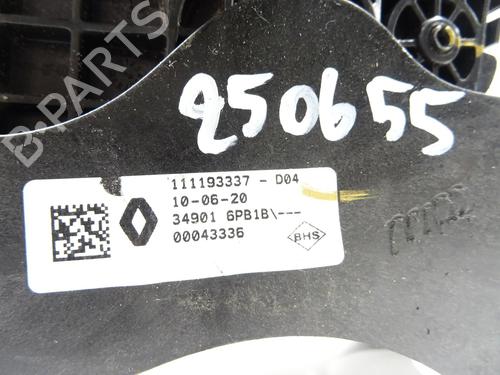 B-PARTS
250655
111193337 - D04
10-06-20
34901 6PB1B\---
00043336
BHS